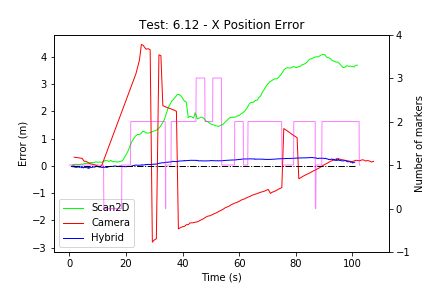 Test: 6.12 - X Position Error
Error (m)
4
3
2
1
0
−1
−2
−3
4
3
2
1
0
−1
Number of markers
Scan2D
Camera
Hybrid
0 20 40 60 80 100
Time (s)